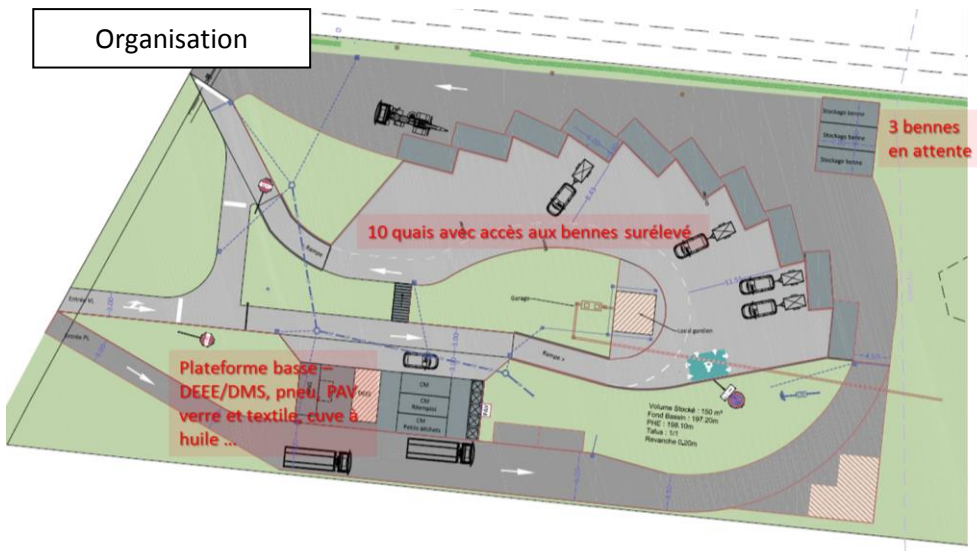 Organisation
3 bennes
en attente
Stockage benne
Stockage benne
Stockage benne
10 quais avec accès aux bennes surélevé
Rampe
Entrée VL
Entrée PL
Garage
Local gardien
Rampe
Plateforme basse –
DEEE/DMS, pneu, PAV
verre et textile, cuve à
huile ...
CM
CM
Réemploi
CM
Petits déchets
PAV
Volume Stocké : 150 m³
Fond Bassin : 197.20m
PHE : 198.10m
Talus : 1/1
Revanche 0.20m